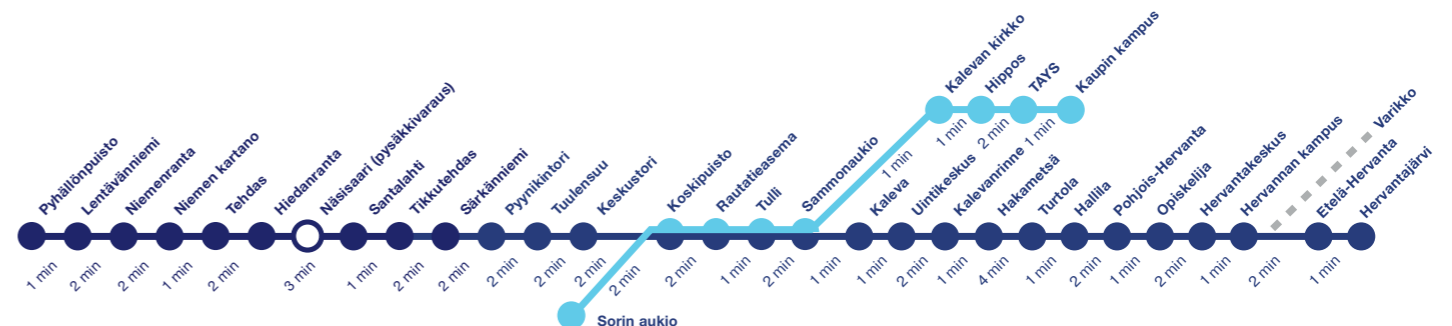 Pyhällönpuisto
Lentävänniemi
Niemenranta
Niemen kartano
Tehdas
Hiedanranta
Näsisaari (pysäkkivaraus)
Santalahti
Tikkutehdas
Särkänniemi
Pyynikintori
Tuulensuu
Keskustori
Koskipuisto
Rautatieasema
Tulli
Sammonaukio
Kalevan kirkko
Hippos
TAYS
Kaupin kampus
1 min
1 min
2 min
1 min
Kaleva
Uintikeskus
Kalevanrinne
Hakametsä
Turtola
Hallila
Pohjois-Hervanta
Opiskelija
Hervantakeskus
Hervannan kampus
Varikko
Etelä-Hervanta
Hervantajärvi
1 min
2 min
2 min
1 min
2 min
3 min
1 min
2 min
2 min
2 min
2 min
2 min
2 min
2 min
1 min
2 min
1 min
1 min
2 min
1 min
4 min
1 min
2 min
1 min
2 min
1 min
2 min
1 min
2 min
Sorin aukio